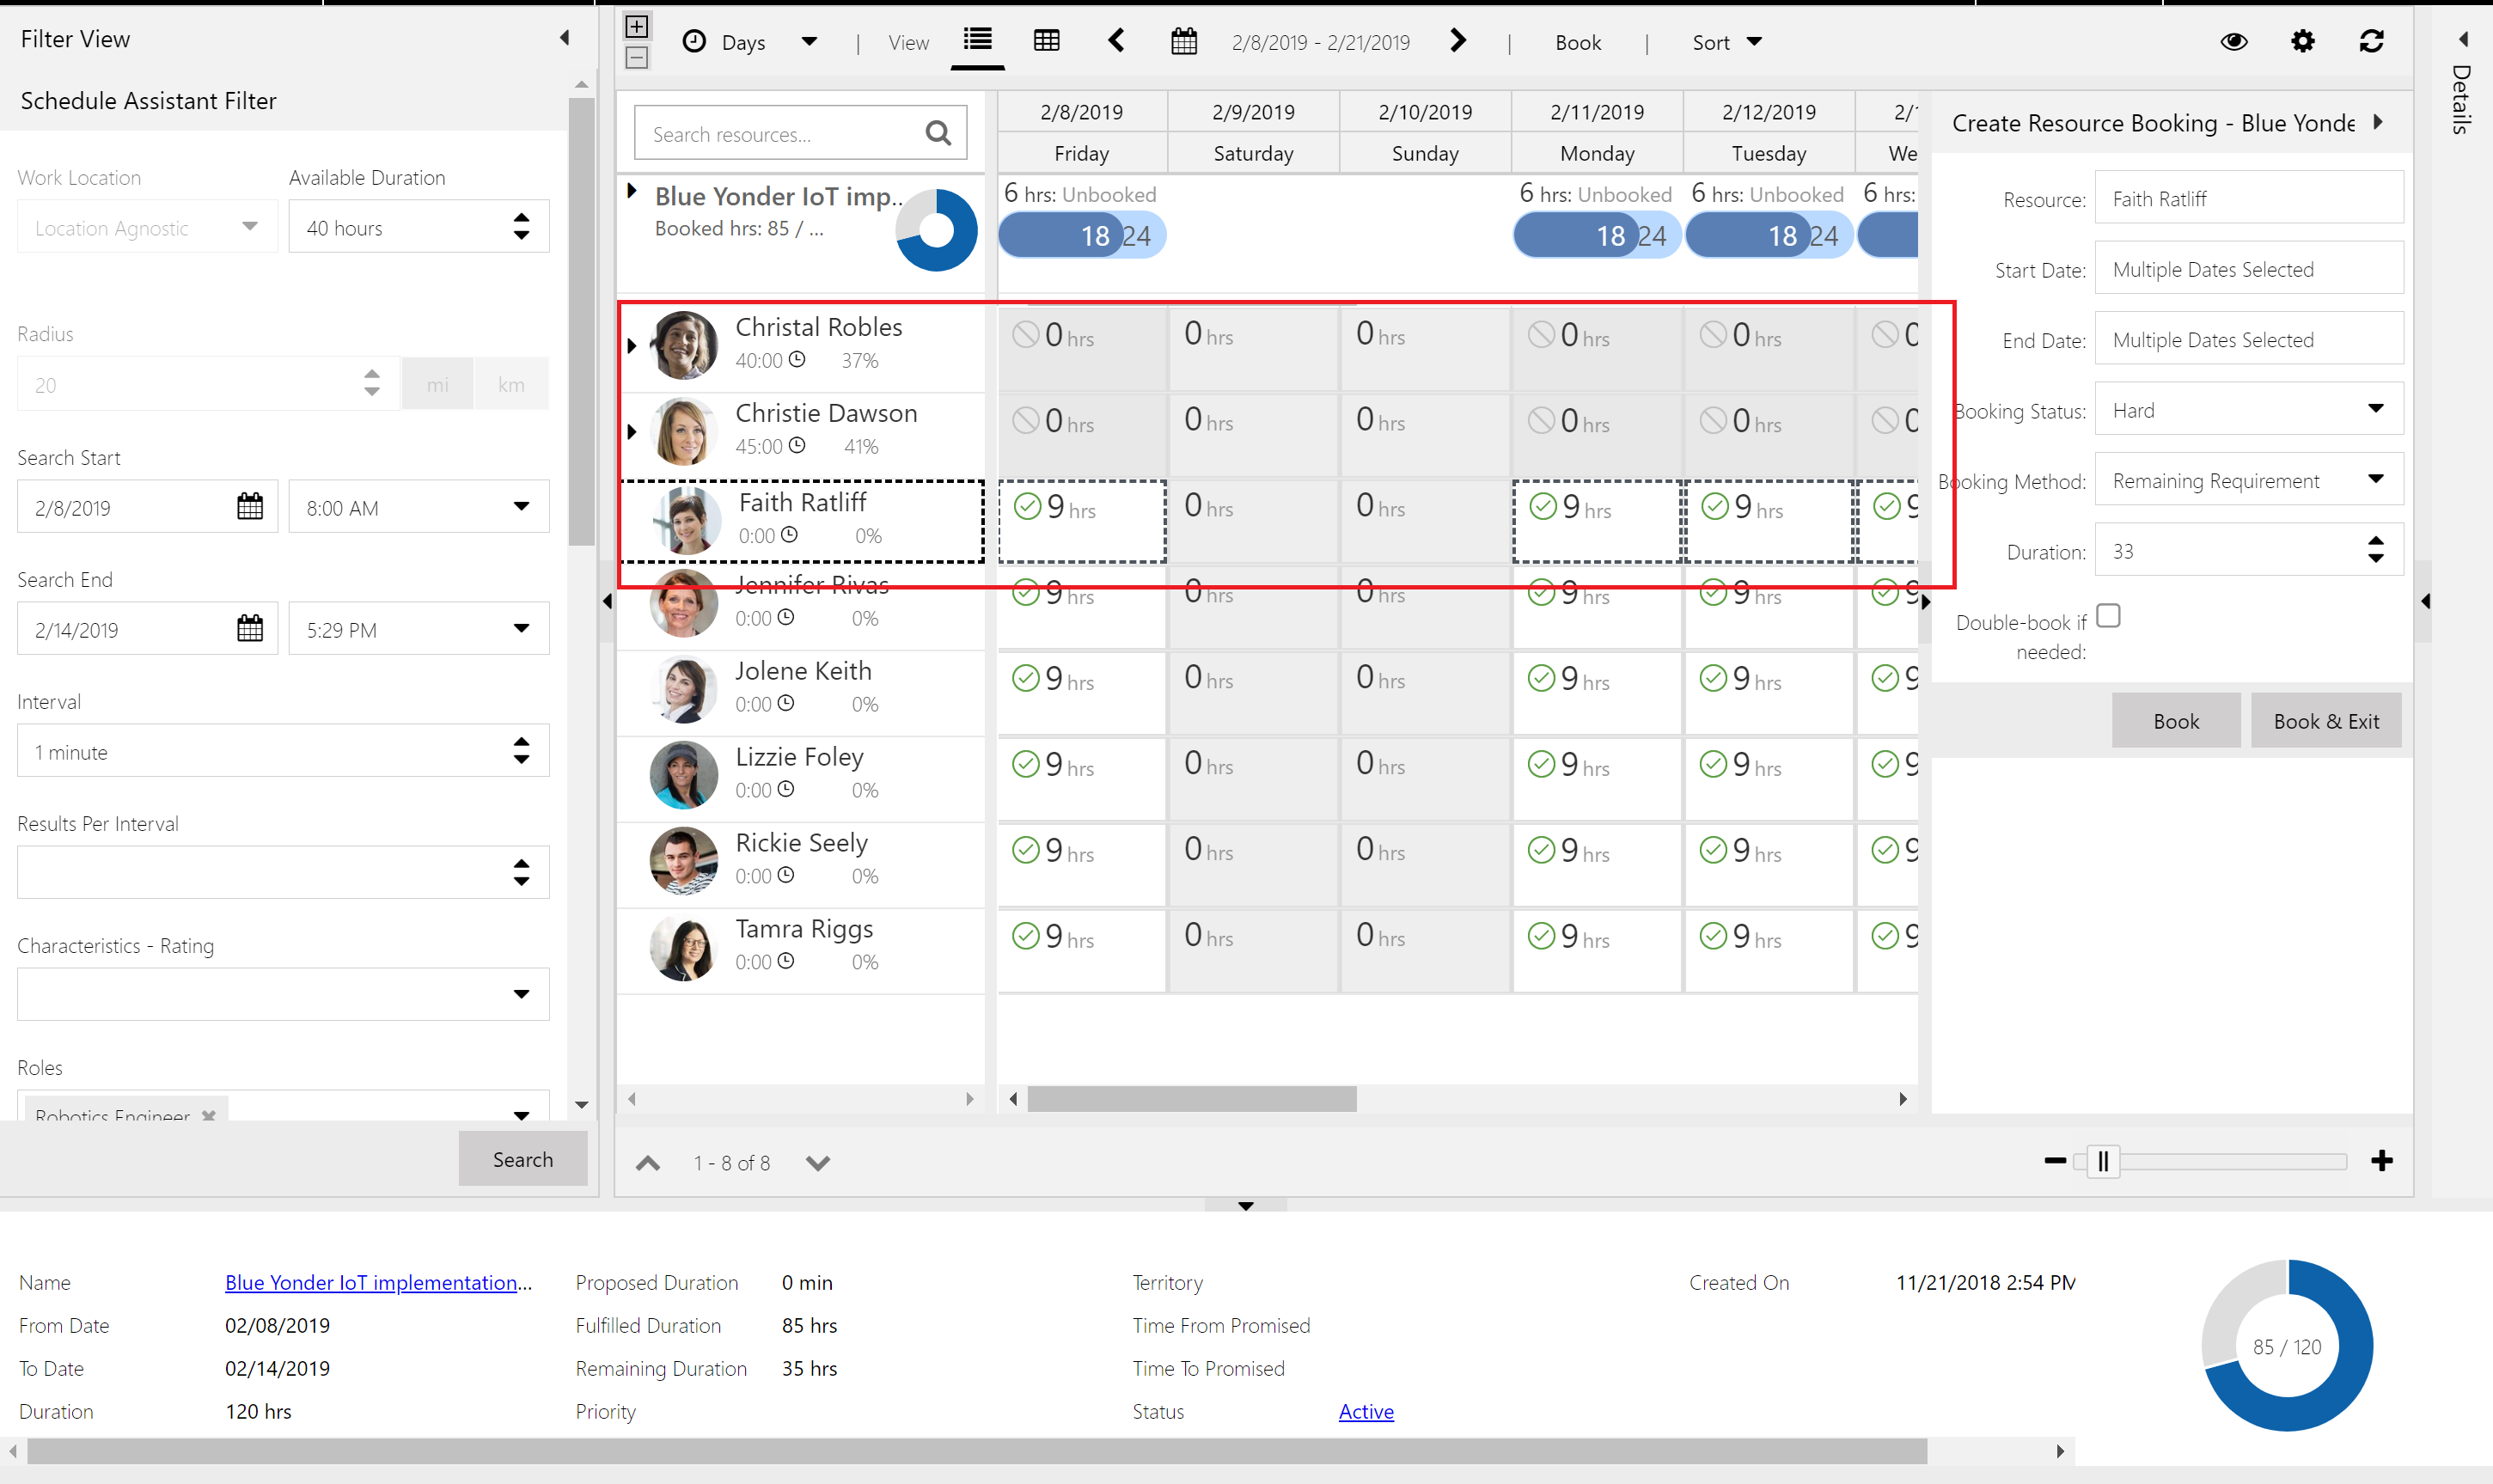 Filter View
Schedule Assistant Filter
Work Location
Available Duration
Location Agnostic
40 hours
Radius
20
mi
km
Search Start
2/8/2019
8:00 AM
Search End
2/14/2019
5:29 PM
Interval
1 minute
Results Per Interval
Characteristics - Rating
Roles
Robotics Engineer
Search
Days
View
2/8/2019 - 2/21/2019
Book
Sort
Details
Search resources...
2/8/2019 2/9/2019 2/10/2019 2/11/2019 2/12/2019 2/1
Friday Saturday Sunday Monday Tuesday We
Blue Yonder IoT imp...
Booked hrs: 85 / ...
6 hrs: Unbooked 6 hrs: Unbooked 6 hrs: Unbooked 6 hrs:
18 24 18 24 18 24
Christal Robles
40:00 37%
0 hrs 0 hrs 0 hrs 0 hrs 0 hrs 0
Christie Dawson
45:00 41%
0 hrs 0 hrs 0 hrs 0 hrs 0 hrs 0
Faith Ratliff
0:00 0%
9 hrs 0 hrs 0 hrs 9 hrs 9 hrs 9
Jennifer Rivas
0:00 0%
9 hrs 0 hrs 0 hrs 9 hrs 9 hrs 9
Jolene Keith
0:00 0%
9 hrs 0 hrs 0 hrs 9 hrs 9 hrs 9
Lizzie Foley
0:00 0%
9 hrs 0 hrs 0 hrs 9 hrs 9 hrs 9
Rickie Seely
0:00 0%
9 hrs 0 hrs 0 hrs 9 hrs 9 hrs 9
Tamra Riggs
0:00 0%
9 hrs 0 hrs 0 hrs 9 hrs 9 hrs 9
1 - 8 of 8
Create Resource Booking - Blue Yonde
Resource: Faith Ratliff
Start Date: Multiple Dates Selected
End Date: Multiple Dates Selected
Booking Status: Hard
Booking Method: Remaining Requirement
Duration: 33
Double-book if
needed:
Book
Book & Exit
Name Blue Yonder IoT implementation...
From Date 02/08/2019
To Date 02/14/2019
Duration 120 hrs
Proposed Duration 0 min
Fulfilled Duration 85 hrs
Remaining Duration 35 hrs
Priority
Territory
Time From Promised
Time To Promised
Status Active
Created On 11/21/2018 2:54 PM
85 / 120